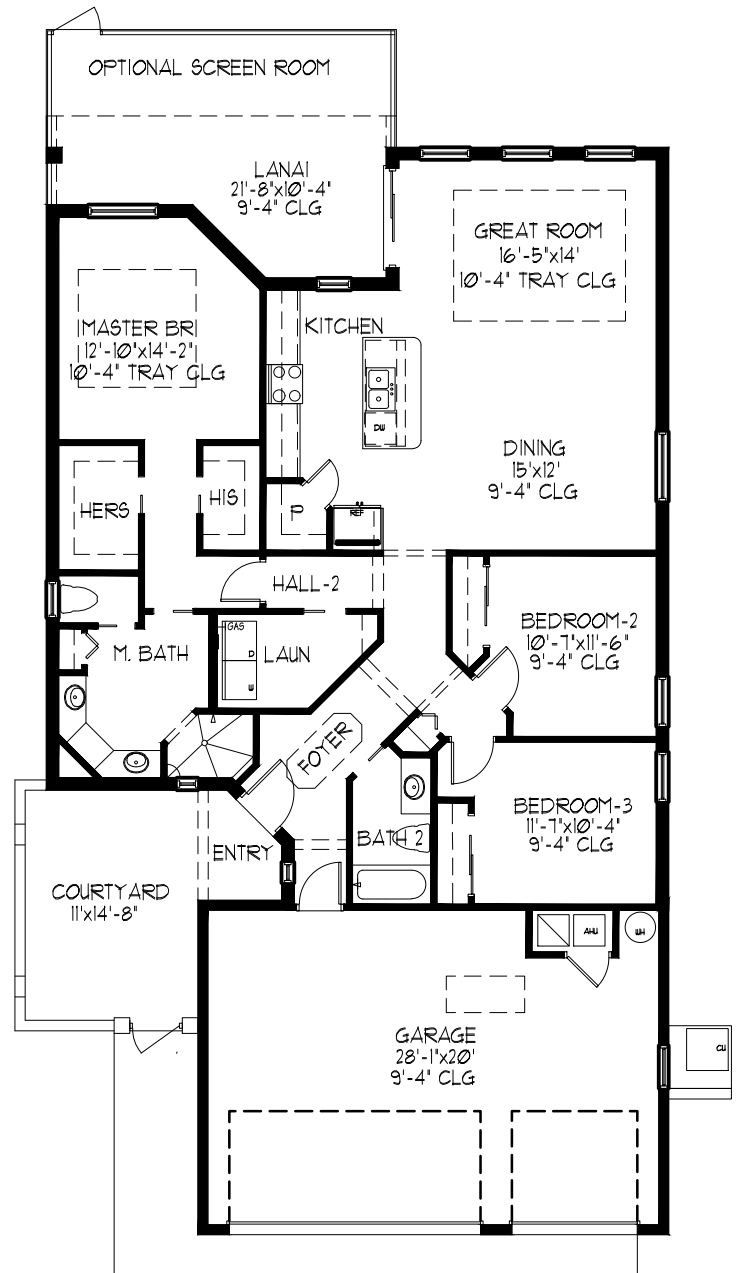 OPTIONAL SCREEN ROOM
LANAI
21'-8"x10'-4"
9'-4" CLG
GREAT ROOM
16'-5"x14'
10'-4" TRAY CLG
MASTER BR
12'-10"x14'-2"
10'-4" TRAY CLG
KITCHEN
DW
DINING
15'x12'
9'-4" CLG
HERS
HIS
P
REF
HALL-2
BEDROOM-2
10'-7"x11'-6"
9'-4" CLG
GAS
D
W
LAUN
M. BATH
FOYER
BEDROOM-3
11'-7"x10'-4"
9'-4" CLG
BATH 2
ENTRY
COURTYARD
11'x14'-8"
AHU
WH
GARAGE
28'-1"x20'
9'-4" CLG
CU